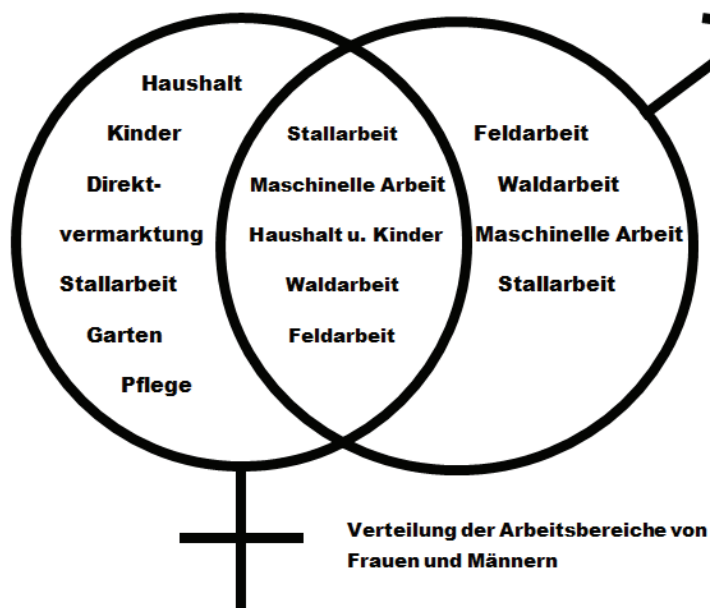 Haushalt
Kinder
Direkt-
vermarktung
Stallarbeit
Garten
Pflege
Stallarbeit
Maschinelle Arbeit
Haushalt u. Kinder
Waldarbeit
Feldarbeit
Feldarbeit
Waldarbeit
Maschinelle Arbeit
Stallarbeit
Verteilung der Arbeitsbereiche von
Frauen und Männern